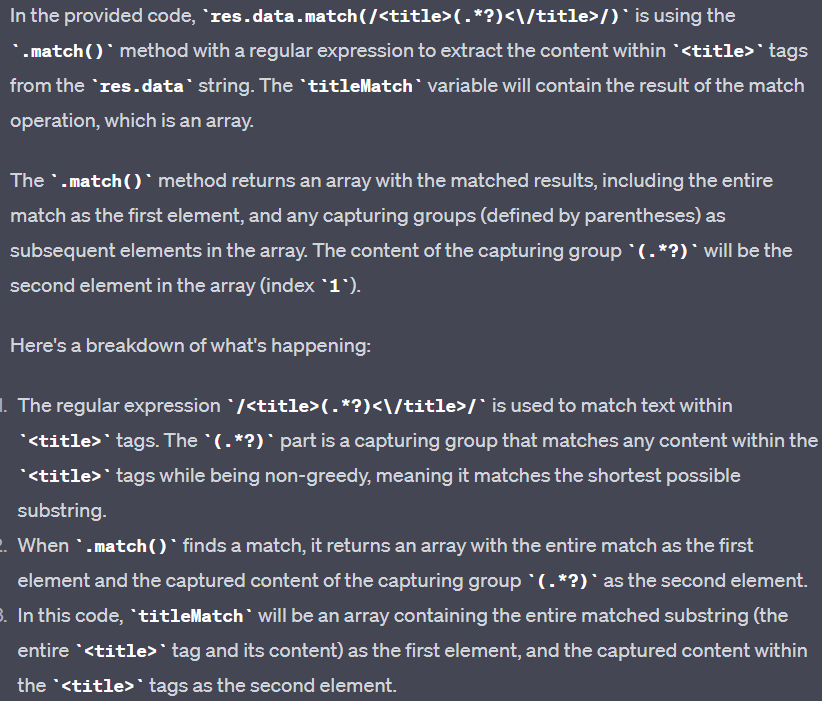 In the provided code, `res.data.match(/<title>(.*?)<\/title>/)` is using the
`.match()` method with a regular expression to extract the content within `<title>` tags
from the `res.data` string. The `titleMatch` variable will contain the result of the match
operation, which is an array.
The `.match()` method returns an array with the matched results, including the entire
match as the first element, and any capturing groups (defined by parentheses) as
subsequent elements in the array. The content of the capturing group `(.*?)` will be the
second element in the array (index `1`).
Here's a breakdown of what's happening:
1. The regular expression `/<title>(.*?)<\/title>/` is used to match text within
`<title>` tags. The `(.*?)` part is a capturing group that matches any content within the
`<title>` tags while being non-greedy, meaning it matches the shortest possible
substring.
2. When `.match()` finds a match, it returns an array with the entire match as the first
element and the captured content of the capturing group `(.*?)` as the second element.
3. In this code, `titleMatch` will be an array containing the entire matched substring (the
entire `<title>` tag and its content) as the first element, and the captured content within
the `<title>` tags as the second element.